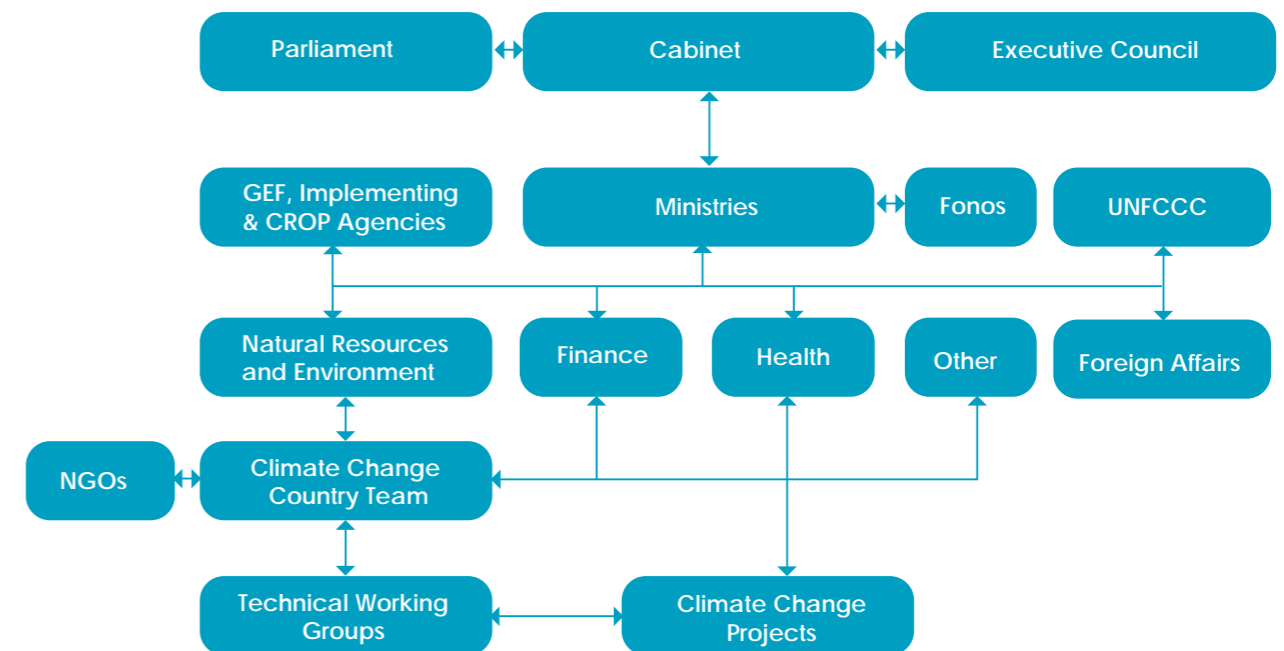 Parliament
Cabinet
Executive Council
GEF, Implementing
& CROP Agencies
Ministries
Fonos
UNFCCC
Natural Resources
and Environment
Finance
Health
Other
Foreign Affairs
NGOs
Climate Change
Country Team
Technical Working
Groups
Climate Change
Projects